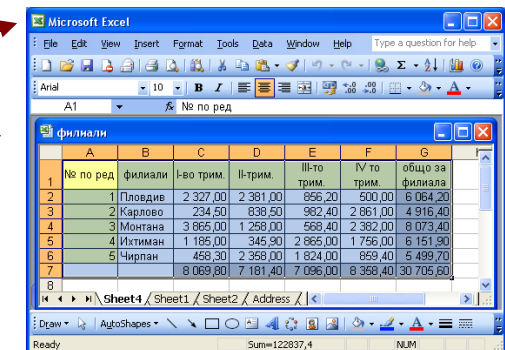 Microsoft Excel
File Edit View Insert Format Tools Data Window Help Type a question for help
Arial 10 B I
A1 fx № по ред
филиали
A B C D E F G
1 № по ред филиали I-во трим. II-трим. III-то трим. IV то трим. общо за филиала
2 1 Пловдив 2 327,00 2 381,00 856,20 500,00 6 064,20
3 2 Карлово 234,50 838,50 982,40 2 861,00 4 916,40
4 3 Монтана 3 865,00 1 258,00 568,40 2 382,00 8 073,40
5 4 Ихтиман 1 185,00 345,90 2 865,00 1 756,00 6 151,90
6 5 Чирпан 458,30 2 358,00 1 824,00 859,40 5 499,70
7 8 069,80 7 181,40 7 096,00 8 358,40 30 705,60
8
Sheet4 Sheet1 Sheet2 Address
Draw AutoShapes
Ready Sum=122837,4 NUM